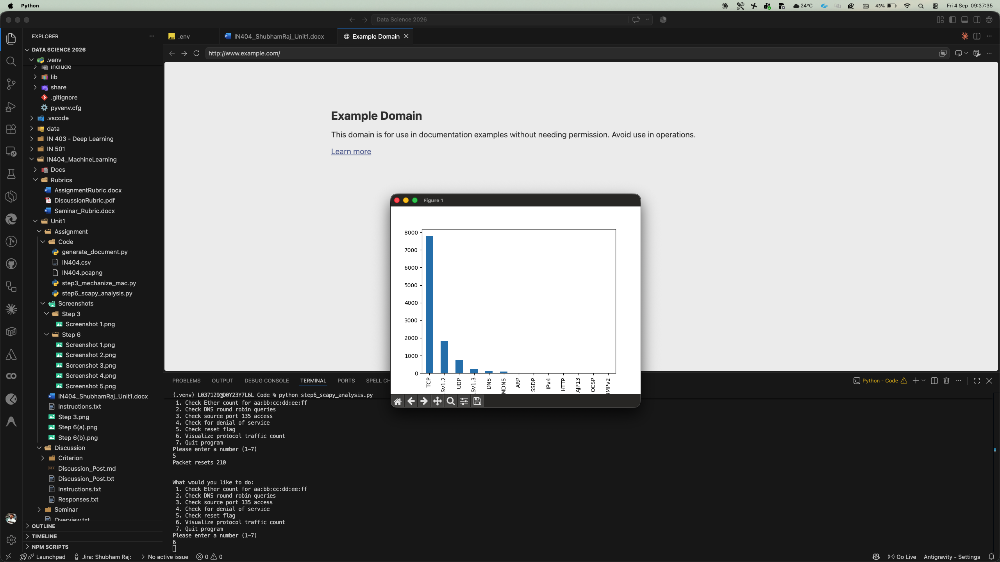 Python
24°C
43%
Fri 4 Sep 09:37:35
Data Science 2026
EXPLORER
DATA SCIENCE 2026
.venv
include
lib
share
.gitignore
pyvenv.cfg
.vscode
data
IN 403 - Deep Learning
IN 501
IN404_MachineLearning
Docs
Rubrics
AssignmentRubric.docx
DiscussionRubric.pdf
Seminar_Rubric.docx
Unit1
Assignment
Code
generate_document.py
IN404.csv
IN404.pcapng
step3_mechanize_mac.py
step6_scapy_analysis.py
Screenshots
Step 3
Screenshot 1.png
Step 6
Screenshot 1.png
Screenshot 2.png
Screenshot 3.png
Screenshot 4.png
Screenshot 5.png
IN404_ShubhamRaj_Unit1.docx
Instructions.txt
Step 3.png
Step 6(a).png
Step 6(b).png
Discussion
Criterion
Discussion_Post.md
Discussion_Post.txt
Instructions.txt
Responses.txt
Seminar
Overview.txt
OUTLINE
TIMELINE
NPM SCRIPTS
.env
IN404_ShubhamRaj_Unit1.docx
Example Domain
http://www.example.com/
Example Domain
This domain is for use in documentation examples without needing permission. Avoid use in operations.
Learn more
Figure 1
8000
7000
6000
5000
4000
3000
2000
1000
0
TCP
LSv1.2
UDP
LSv1.3
DNS
MDNS
ARP
SSDP
IPv4
HTTP
AJP13
OCSP
GMPv2
PROBLEMS
OUTPUT
DEBUG CONSOLE
TERMINAL
PORTS
SPELL CH
Python - Code
(.venv) L037129@D0Y23Y7L6L Code % python step6_scapy_analysis.py
1. Check Ether count for aa:bb:cc:dd:ee:ff
2. Check DNS round robin queries
3. Check source port 135 access
4. Check for denial of service
5. Check reset flag
6. Visualize protocol traffic count
7. Quit program
Please enter a number (1-7)
5
Packet resets 210
What would you like to do:
1. Check Ether count for aa:bb:cc:dd:ee:ff
2. Check DNS round robin queries
3. Check source port 135 access
4. Check for denial of service
5. Check reset flag
6. Visualize protocol traffic count
7. Quit program
Please enter a number (1-7)
6
Launchpad
Jira: Shubham Raj:
No active issue
0
0
Go Live
Antigravity - Settings